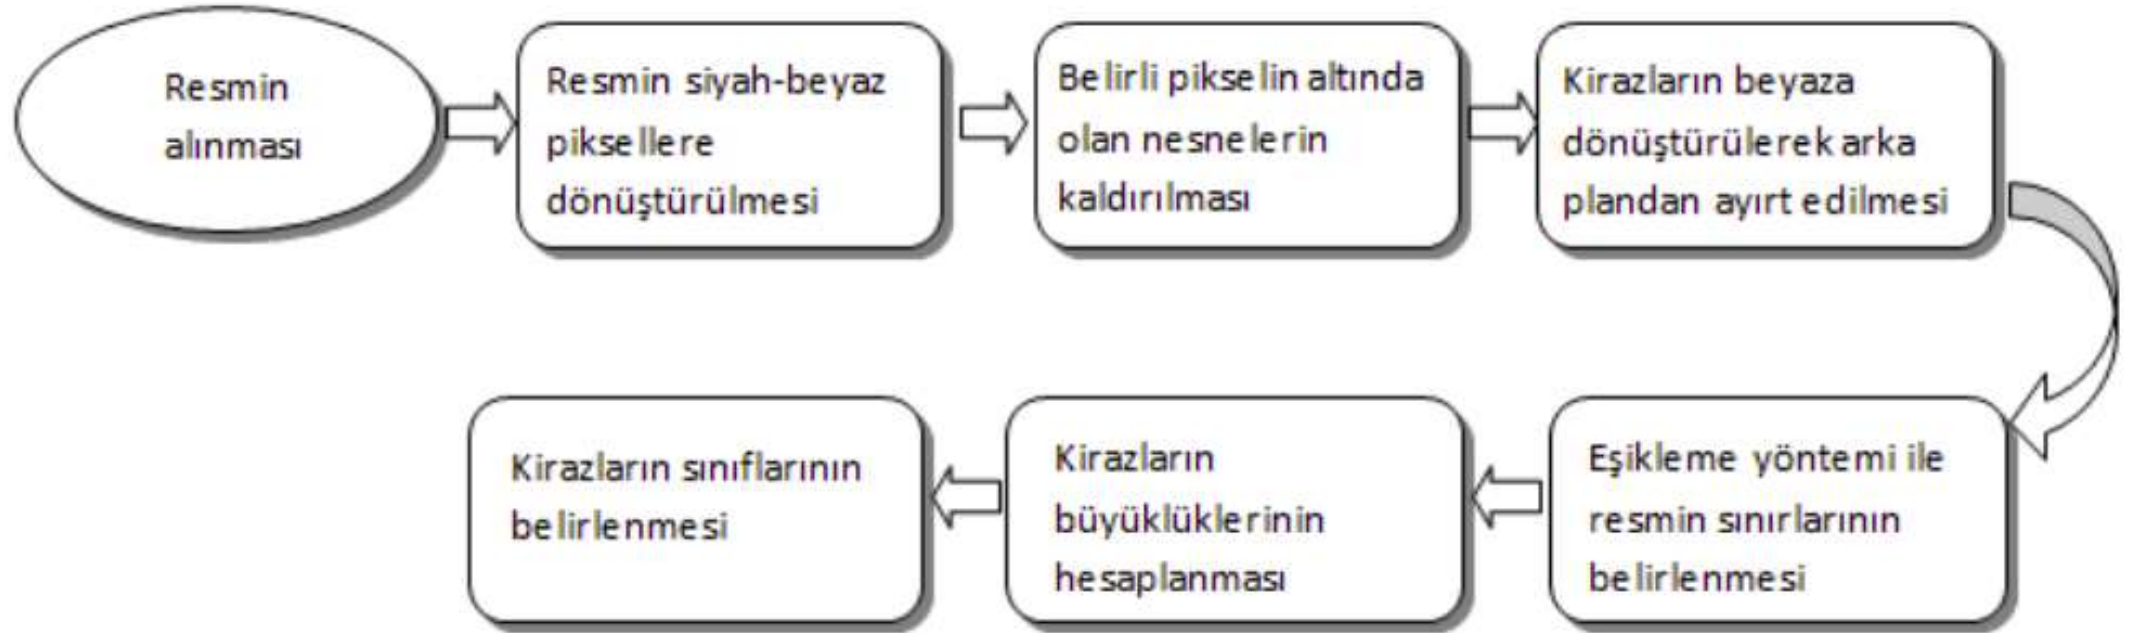 Resmin
alınması
Resmin siyah-beyaz
piksellere
dönüştürülmesi
Belirli pikselin altında
olan nesnelerin
kaldırılması
Kirazların beyaza
dönüştürülerek arka
plandan ayırt edilmesi
Eşikleme yöntemi ile
resmin sınırlarının
belirlenmesi
Kirazların
büyüklüklerinin
hesaplanması
Kirazların sınıflarının
belirlenmesi